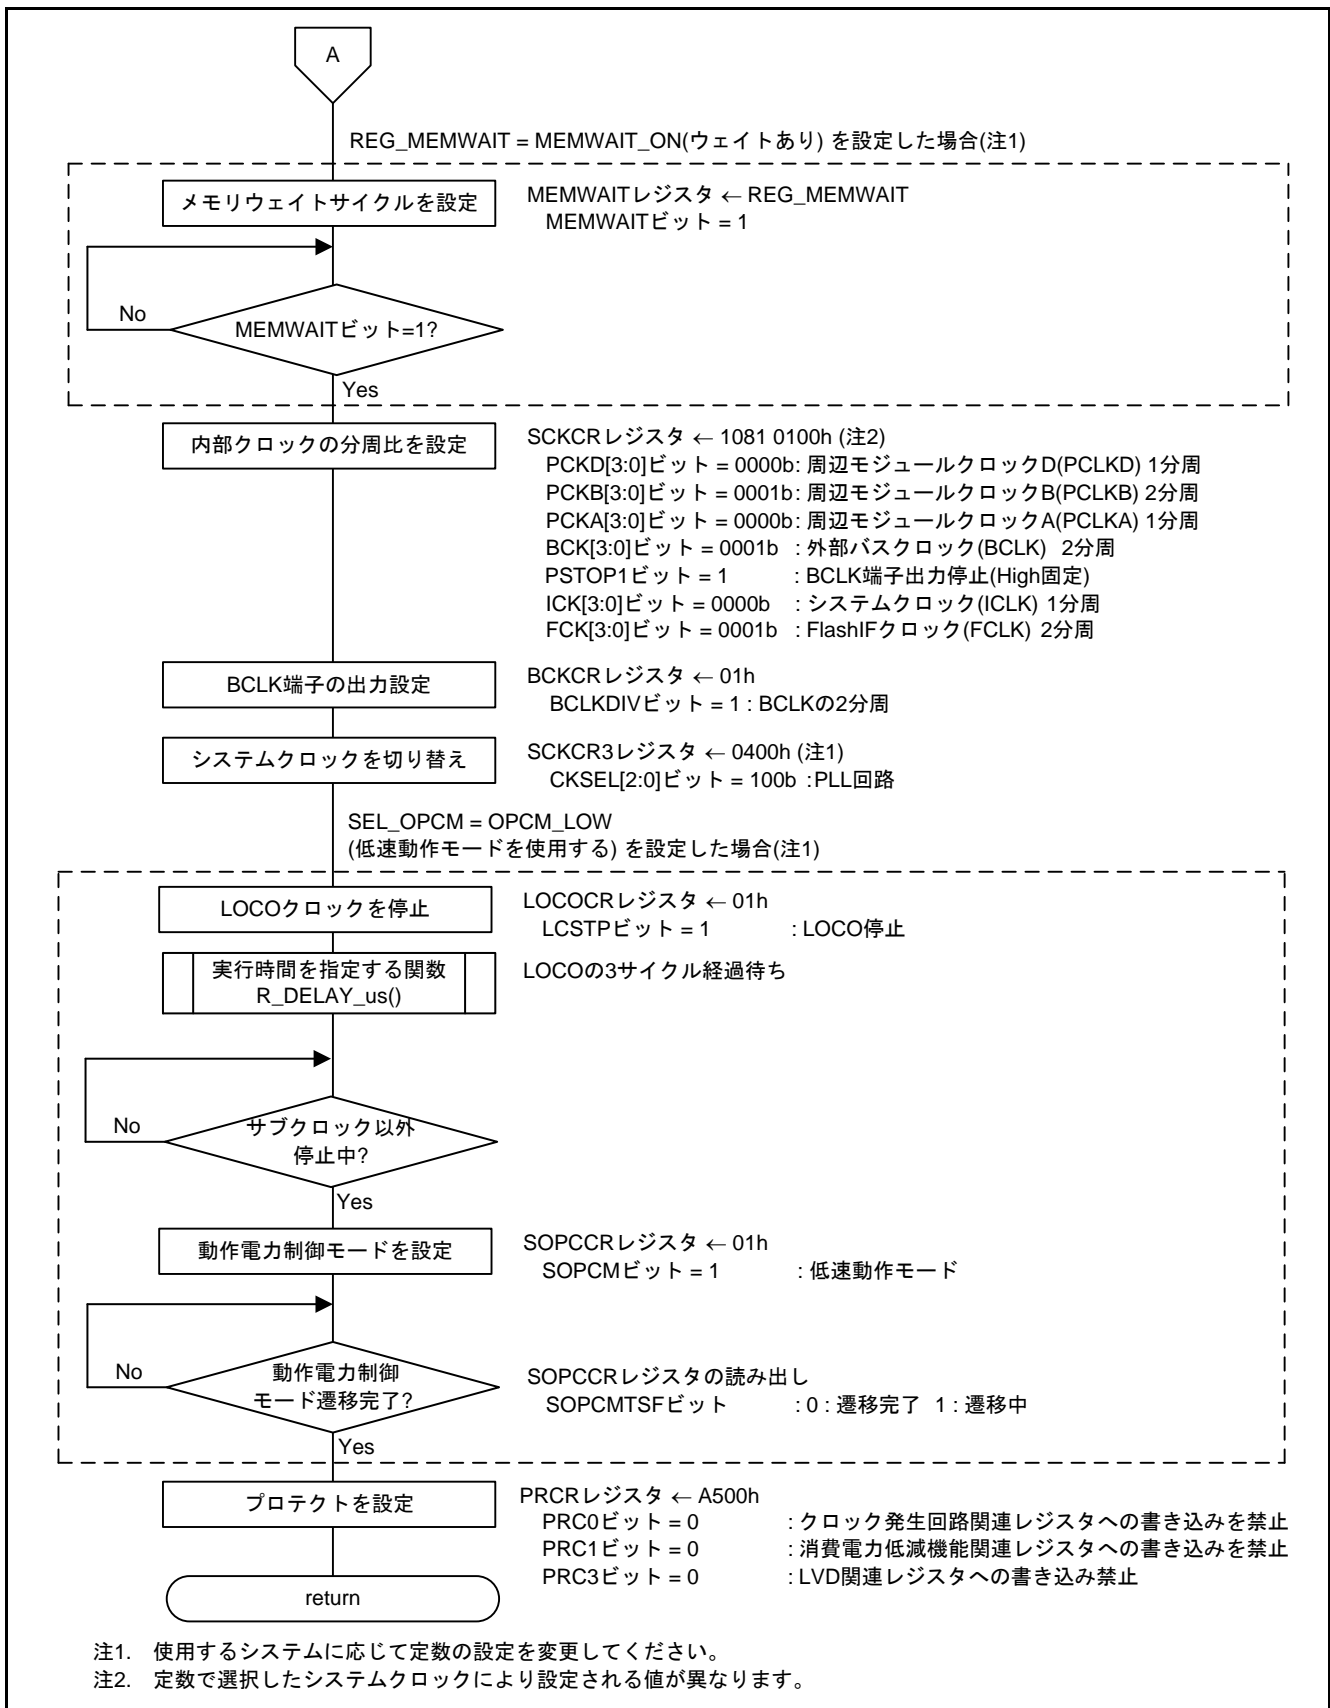 A
REG_MEMWAIT = MEMWAIT_ON(ウェイトあり) を設定した場合(注1)
メモリウェイトサイクルを設定
MEMWAITレジスタ ← REG_MEMWAIT
MEMWAITビット = 1
No
MEMWAITビット=1?
Yes
内部クロックの分周比を設定
SCKCRレジスタ ← 1081 0100h (注2)
PCKD[3:0]ビット = 0000b : 周辺モジュールクロックD(PCLKD) 1分周
PCKB[3:0]ビット = 0001b : 周辺モジュールクロックB(PCLKB) 2分周
PCKA[3:0]ビット = 0000b : 周辺モジュールクロックA(PCLKA) 1分周
BCK[3:0]ビット = 0001b : 外部バスクロック(BCLK) 2分周
PSTOP1ビット = 1 : BCLK端子出力停止(High固定)
ICK[3:0]ビット = 0000b : システムクロック(ICLK) 1分周
FCK[3:0]ビット = 0001b : FlashIFクロック(FCLK) 2分周
BCLK端子の出力設定
BCKCRレジスタ ← 01h
BCLKDIVビット = 1 : BCLKの2分周
システムクロックを切り替え
SCKCR3レジスタ ← 0400h (注1)
CKSEL[2:0]ビット = 100b :PLL回路
SEL_OPCM = OPCM_LOW
(低速動作モードを使用する) を設定した場合(注1)
LOCOクロックを停止
LOCOCRレジスタ ← 01h
LCSTPビット = 1 : LOCO停止
実行時間を指定する関数
R_DELAY_us()
LOCOの3サイクル経過待ち
No
サブクロック以外
停止中?
Yes
動作電力制御モードを設定
SOPCCRレジスタ ← 01h
SOPCMビット = 1 : 低速動作モード
No
動作電力制御
モード遷移完了?
SOPCCRレジスタの読み出し
SOPCMTSFビット : 0 : 遷移完了 1 : 遷移中
Yes
プロテクトを設定
PRCRレジスタ ← A500h
PRC0ビット = 0 : クロック発生回路関連レジスタへの書き込みを禁止
PRC1ビット = 0 : 消費電力低減機能関連レジスタへの書き込みを禁止
PRC3ビット = 0 : LVD関連レジスタへの書き込み禁止
return
注1. 使用するシステムに応じて定数の設定を変更してください。
注2. 定数で選択したシステムクロックにより設定される値が異なります。